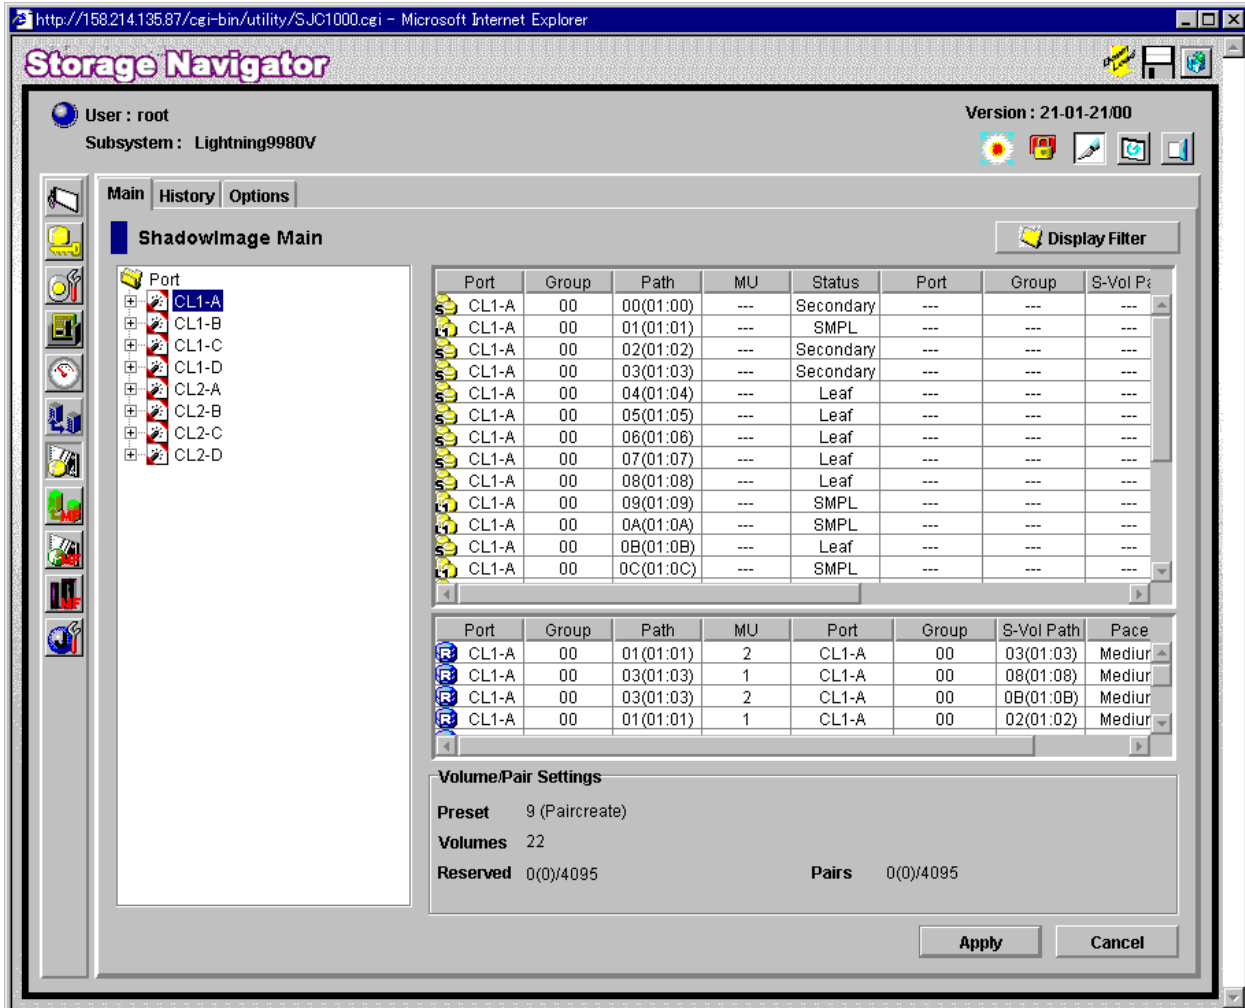 http://158.214.135.87/cgi-bin/utility/SJC1000.cgi - Microsoft Internet Explorer
Storage Navigator
User : root
Version : 21-01-21/00
Subsystem : Lightning9980V
Main History Options
ShadowImage Main
Display Filter
Port
CL1-A
CL1-B
CL1-C
CL1-D
CL2-A
CL2-B
CL2-C
CL2-D
Port Group Path MU Status Port Group S-Vol Pa
CL1-A 00 00(01:00) --- Secondary --- --- ---
CL1-A 00 01(01:01) --- SMPL --- --- ---
CL1-A 00 02(01:02) --- Secondary --- --- ---
CL1-A 00 03(01:03) --- Secondary --- --- ---
CL1-A 00 04(01:04) --- Leaf --- --- ---
CL1-A 00 05(01:05) --- Leaf --- --- ---
CL1-A 00 06(01:06) --- Leaf --- --- ---
CL1-A 00 07(01:07) --- Leaf --- --- ---
CL1-A 00 08(01:08) --- Leaf --- --- ---
CL1-A 00 09(01:09) --- SMPL --- --- ---
CL1-A 00 0A(01:0A) --- SMPL --- --- ---
CL1-A 00 0B(01:0B) --- Leaf --- --- ---
CL1-A 00 0C(01:0C) --- SMPL --- --- ---
Port Group Path MU Port Group S-Vol Path Pace
CL1-A 00 01(01:01) 2 CL1-A 00 03(01:03) Mediur
CL1-A 00 03(01:03) 1 CL1-A 00 08(01:08) Mediur
CL1-A 00 03(01:03) 2 CL1-A 00 0B(01:0B) Mediur
CL1-A 00 01(01:01) 1 CL1-A 00 02(01:02) Mediur
Volume/Pair Settings
Preset 9 (Paircreate)
Volumes 22
Reserved 0(0)/4095 Pairs 0(0)/4095
Apply Cancel